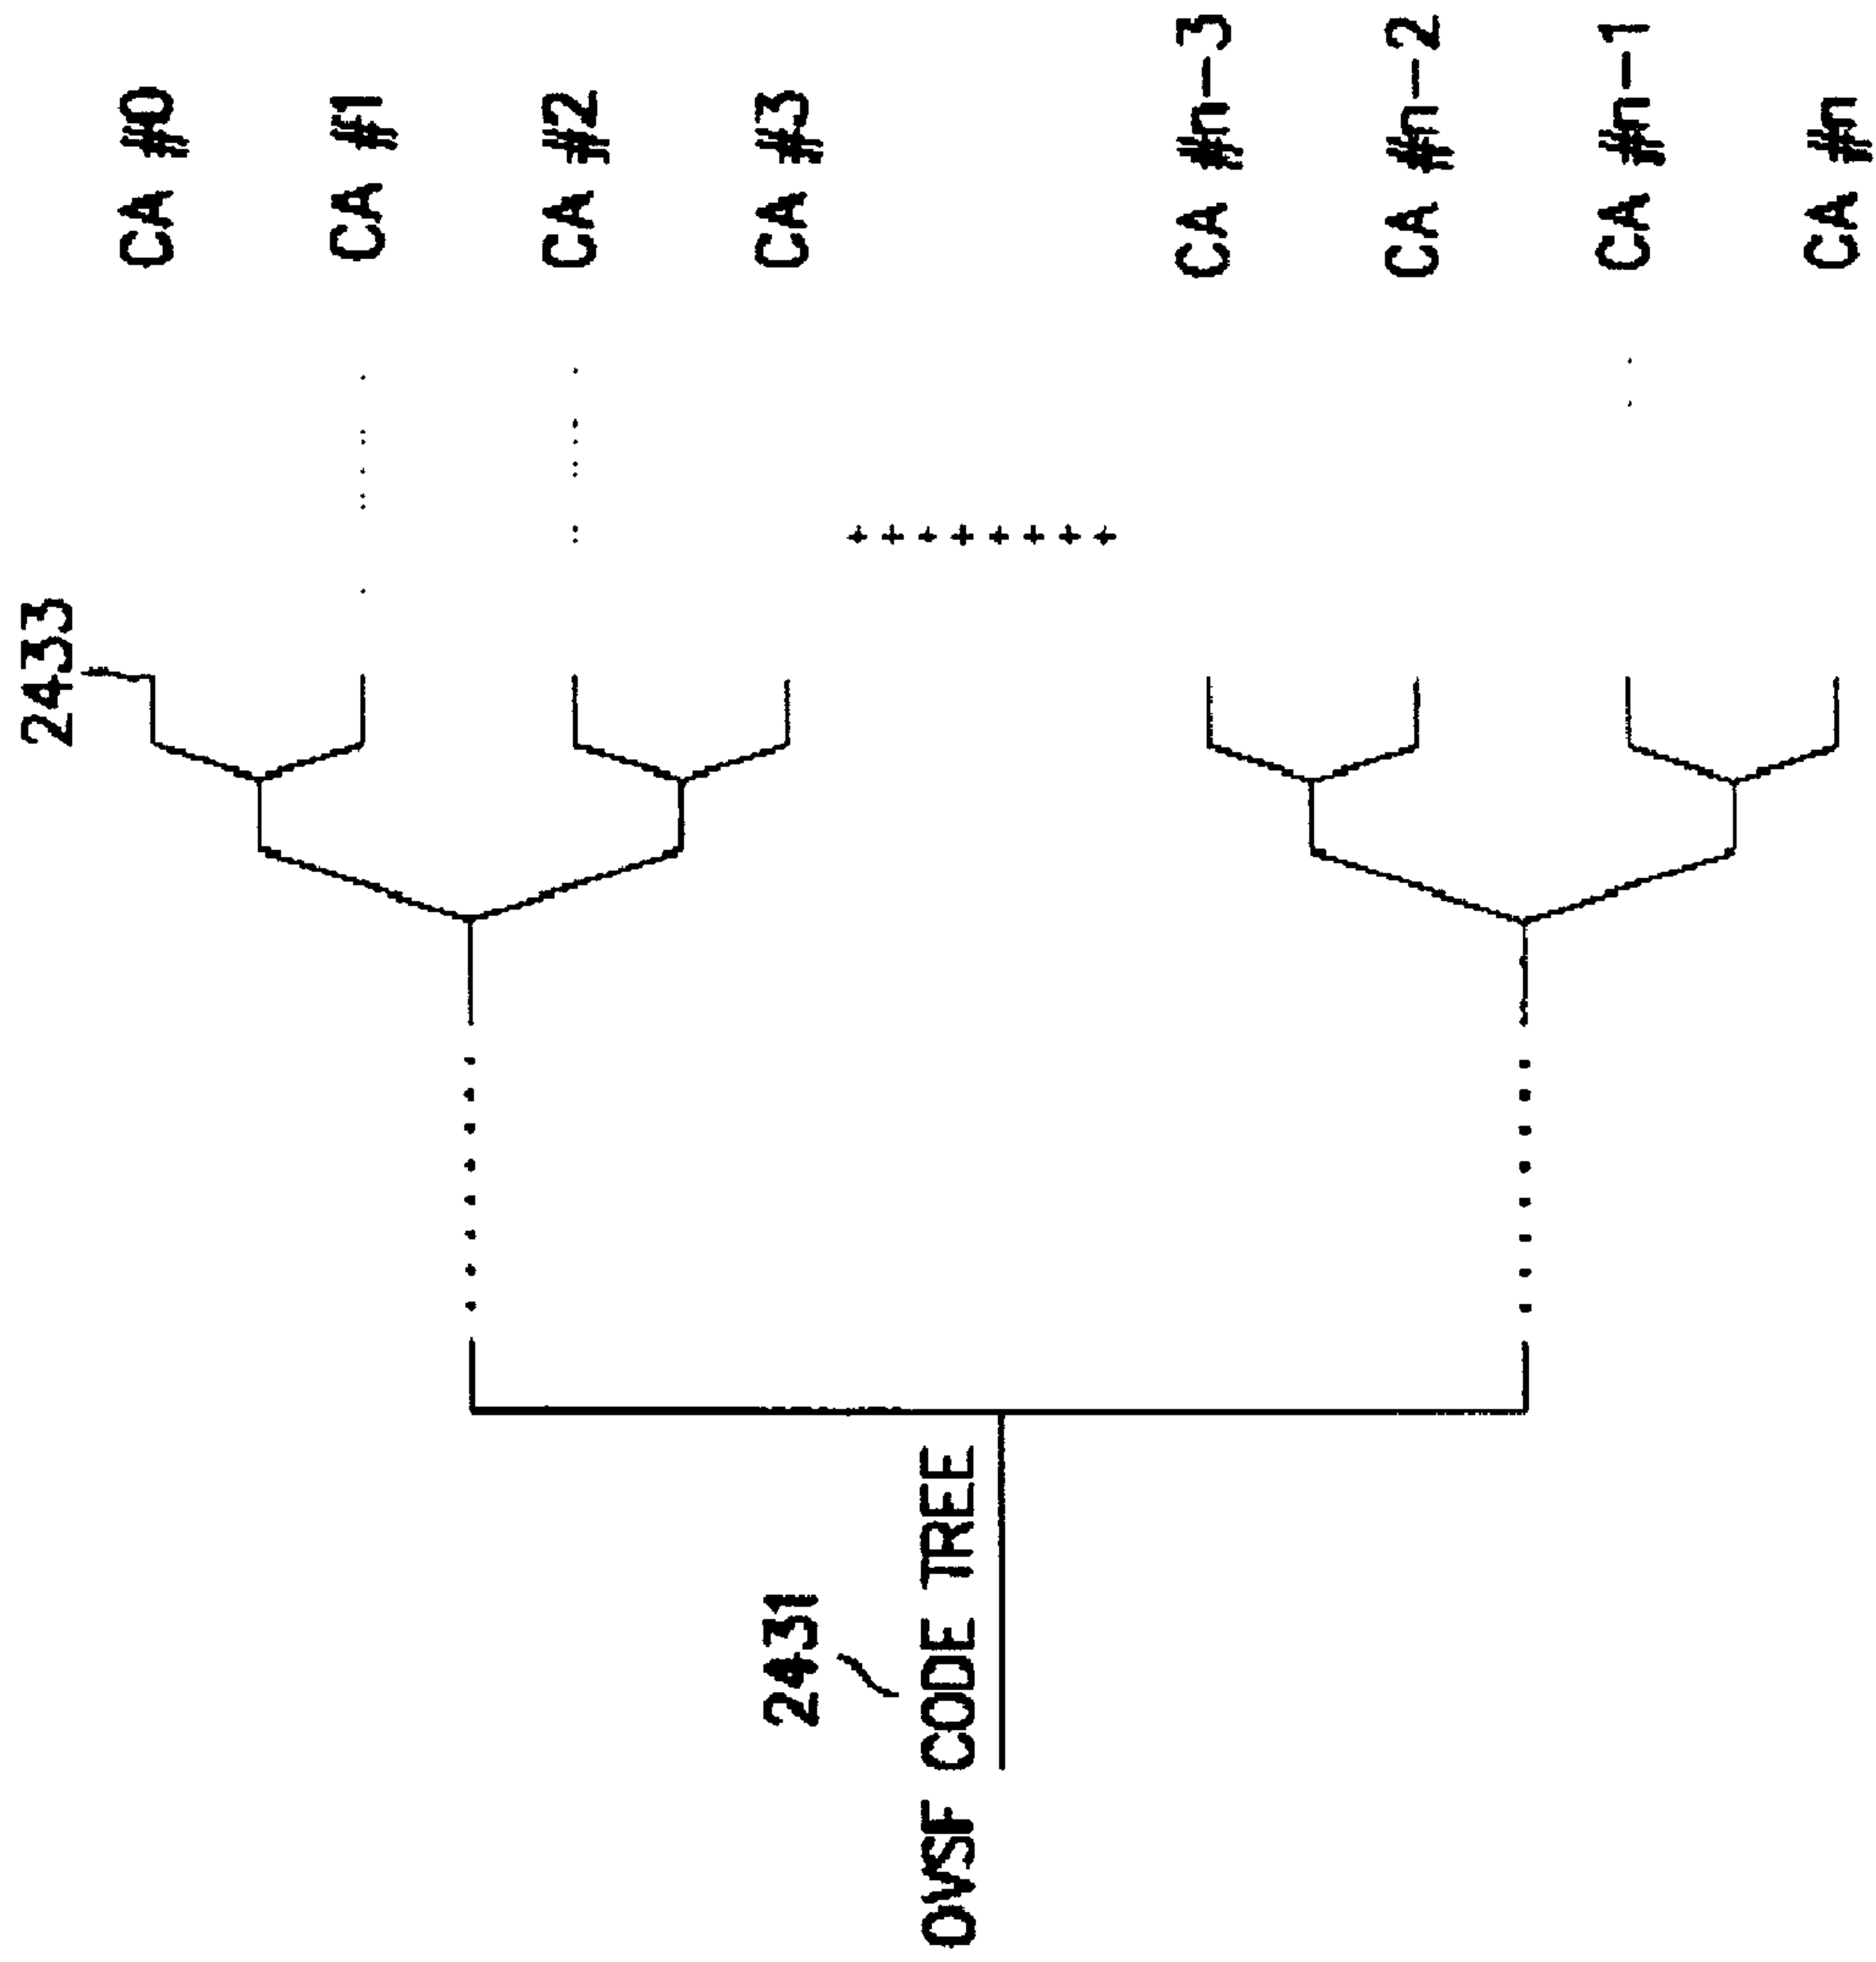 2433
CA #0
CA #1
CA #2
CA #3
2431
OVSF CODE TREE
CA #n-3
CA #n-2
CA #n-1
CA #n